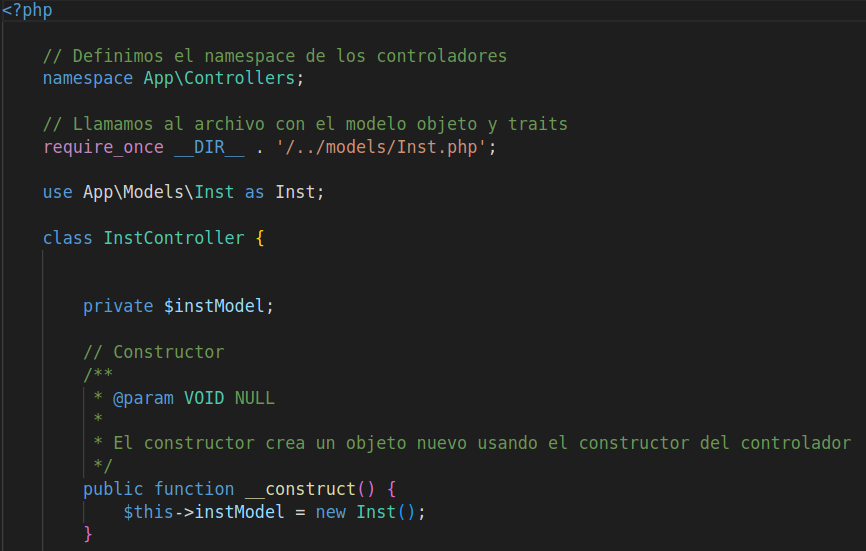 <?php
// Definimos el namespace de los controladores
namespace App\Controllers;
// Llamamos al archivo con el modelo objeto y traits
require_once __DIR__ . '/../models/Inst.php';
use App\Models\Inst as Inst;
class InstController {
private $instModel;
// Constructor
/**
* @param VOID NULL
*
* El constructor crea un objeto nuevo usando el constructor del controlador
*/
public function __construct() {
$this->instModel = new Inst();
}